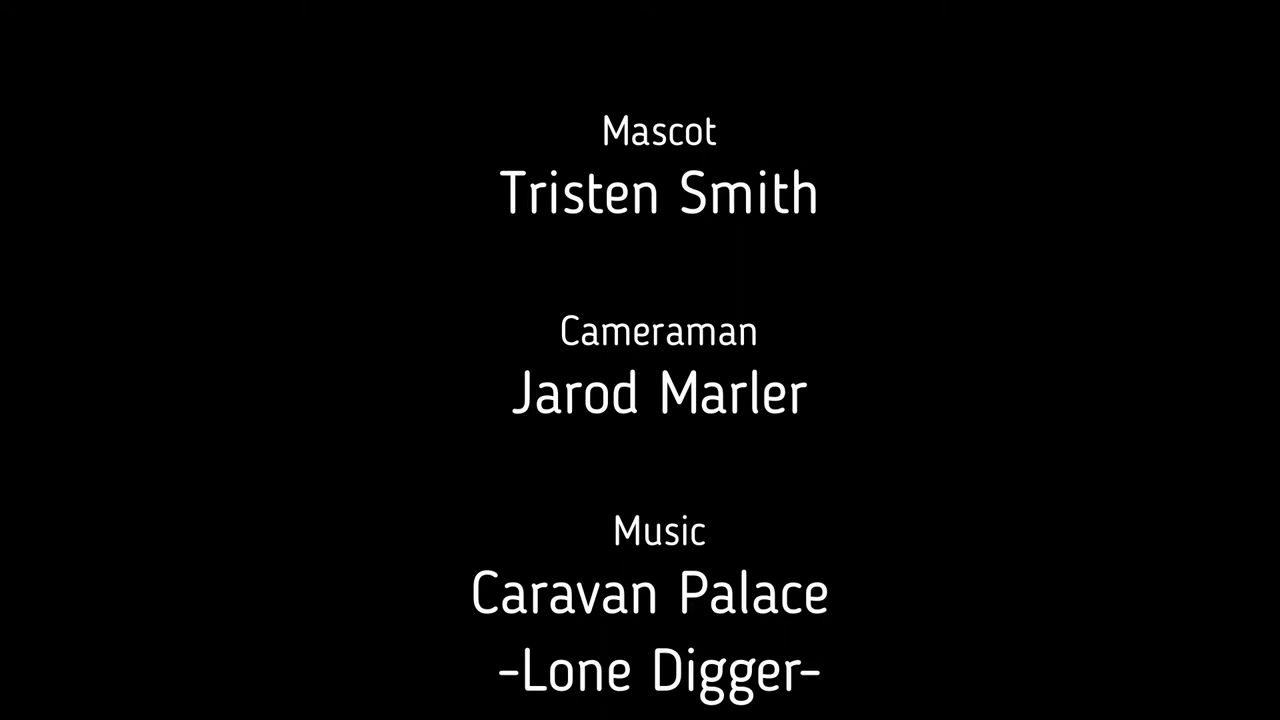 Mascot
Tristen Smith
Cameraman
Jarod Marler
Music
Caravan Palace
-Lone Digger-